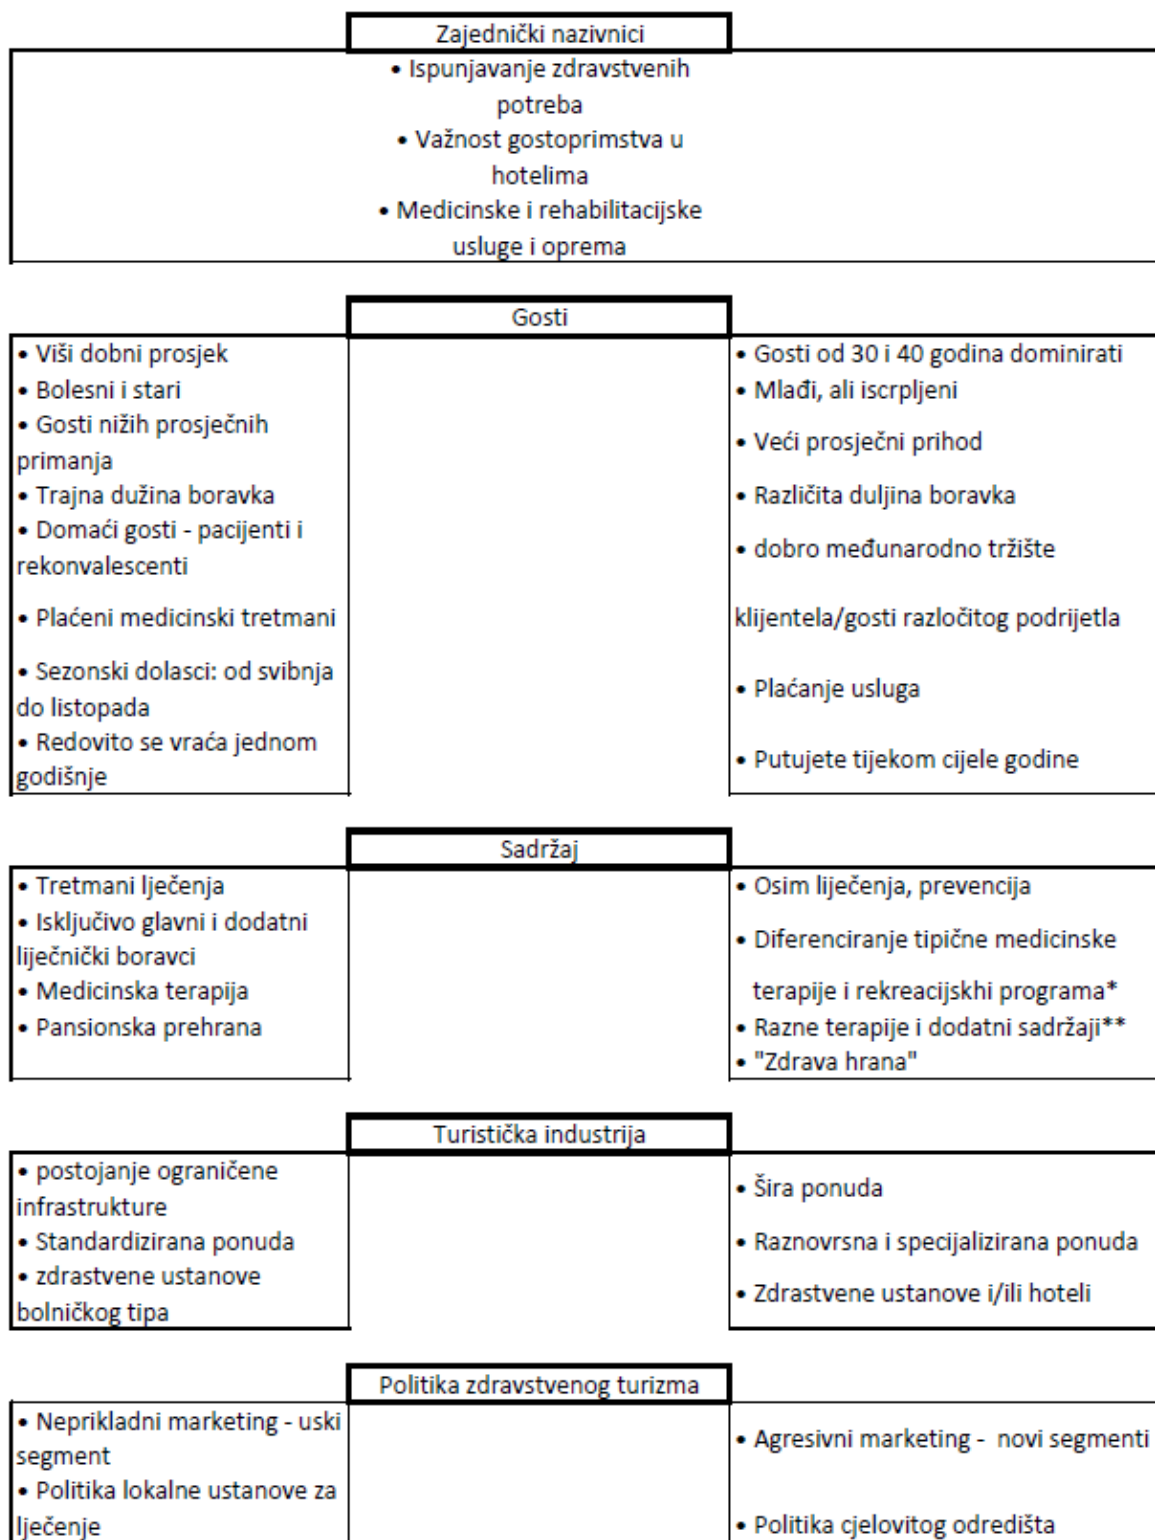 Zajednički nazivnici
• Ispunjavanje zdravstvenih
potreba
• Važnost gostoprimstva u
hotelima
• Medicinske i rehabilitacijske
usluge i oprema
Gosti
• Viši dobni prosjek
• Bolesni i stari
• Gosti nižih prosječnih
primanja
• Trajna dužina boravka
• Domaći gosti - pacijenti i
rekonvalescenti
• Plaćeni medicinski tretmani
• Sezonski dolasci: od svibnja
do listopada
• Redovito se vraća jednom
godišnje
• Gosti od 30 i 40 godina dominirati
• Mlađi, ali iscrpljeni
• Veći prosječni prihod
• Različita duljina boravka
• dobro međunarodno tržište
klijentela/gosti razločitog podrijetla
• Plaćanje usluga
• Putujete tijekom cijele godine
Sadržaj
• Tretmani lječenja
• Isključivo glavni i dodatni
liječnički boravci
• Medicinska terapija
• Pansionska prehrana
• Osim liječenja, prevencija
• Diferenciranje tipične medicinske
terapije i rekreacijskhi programa*
• Razne terapije i dodatni sadržaji**
• "Zdrava hrana"
Turistička industrija
• postojanje ograničene
infrastrukture
• Standardizirana ponuda
• zdrastvene ustanove
bolničkog tipa
• Šira ponuda
• Raznovrsna i specijalizirana ponuda
• Zdrastvene ustanove i/ili hoteli
Politika zdravstvenog turizma
• Neprikladni marketing - uski
segment
• Politika lokalne ustanove za
lječenje
• Agresivni marketing - novi segmenti
• Politika cjelovitog odredišta